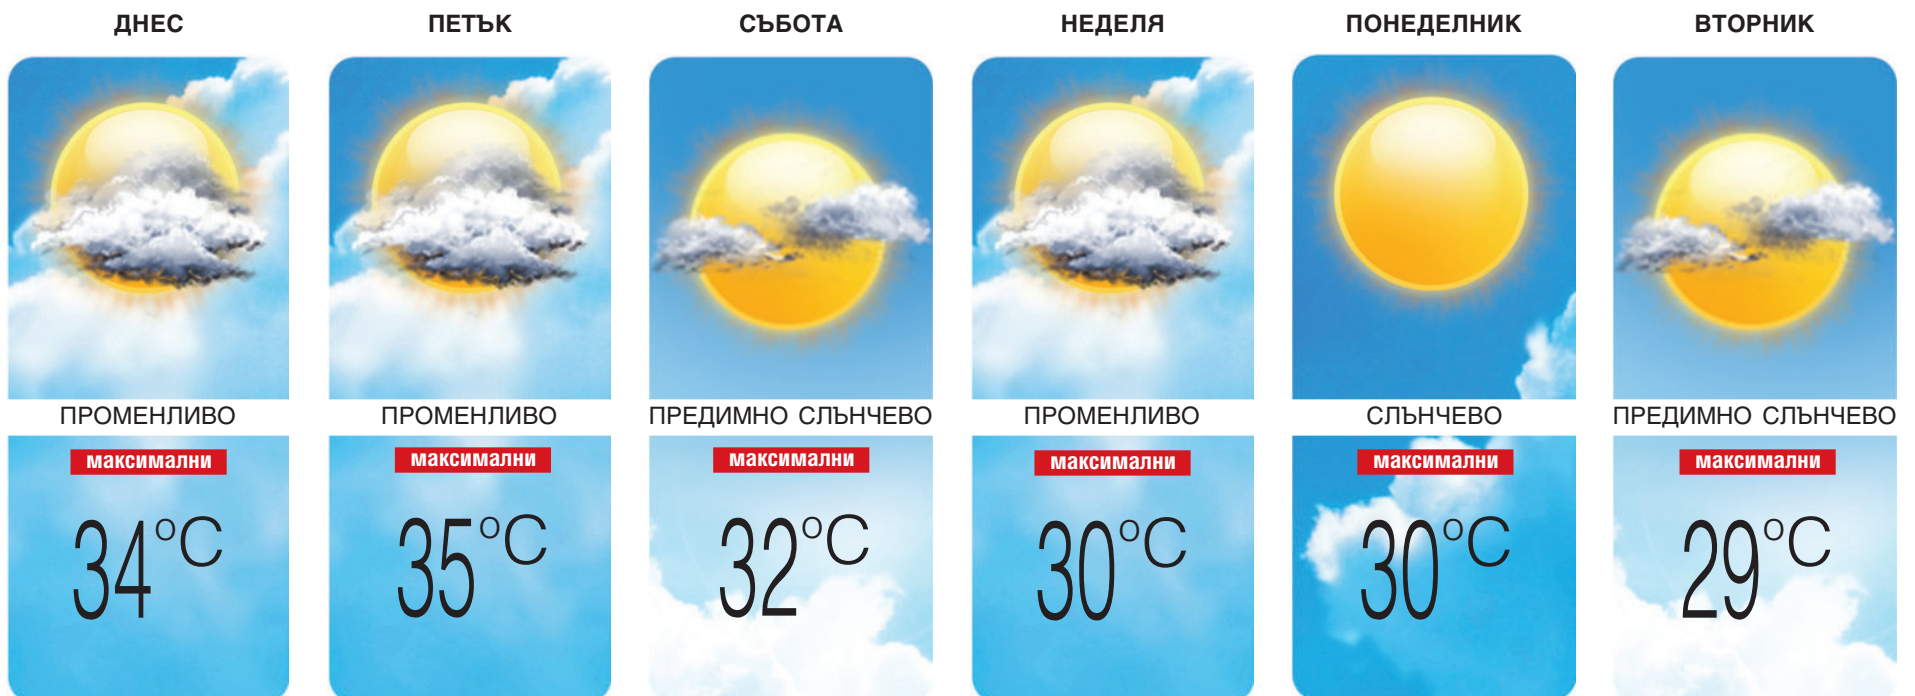 ДНЕС ПЕТЪК СЪБОТА НЕДЕЛЯ ПОНЕДЕЛНИК ВТОРНИК
ПРОМЕНЛИВО ПРОМЕНЛИВО ПРЕДИМНО СЛЪНЧЕВО ПРОМЕНЛИВО СЛЪНЧЕВО ПРЕДИМНО СЛЪНЧЕВО
максимални максимални максимални максимални максимални максимални
34°C 35°C 32°C 30°C 30°C 29°C